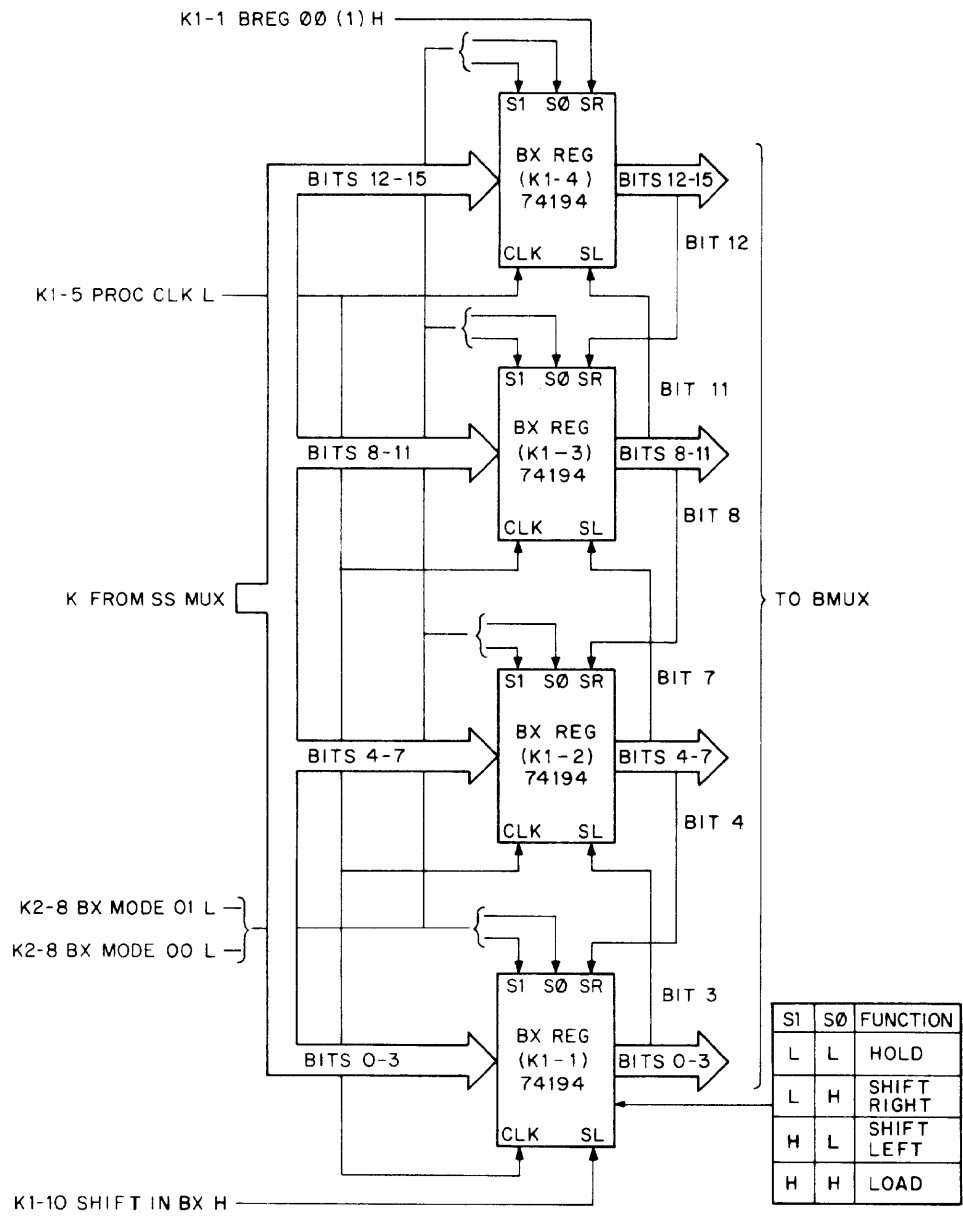 K1-1 BREG ØØ (1) H
S1 SØ SR
BX REG
(K1-4)
74194
CLK SL
BITS 12-15
BITS 12-15
BIT 12
K1-5 PROC CLK L
S1 SØ SR
BIT 11
BX REG
(K1-3)
74194
CLK SL
BITS 8-11
BITS 8-11
BIT 8
K FROM SS MUX
TO BMUX
S1 SØ SR
BIT 7
BX REG
(K1-2)
74194
CLK SL
BITS 4-7
BITS 4-7
BIT 4
K2-8 BX MODE 01 L
K2-8 BX MODE 00 L
S1 SØ SR
BIT 3
BX REG
(K1-1)
74194
CLK SL
BITS 0-3
BITS 0-3
K1-10 SHIFT IN BX H
S1 SØ FUNCTION
L L HOLD
L H SHIFT
RIGHT
H L SHIFT
LEFT
H H LOAD